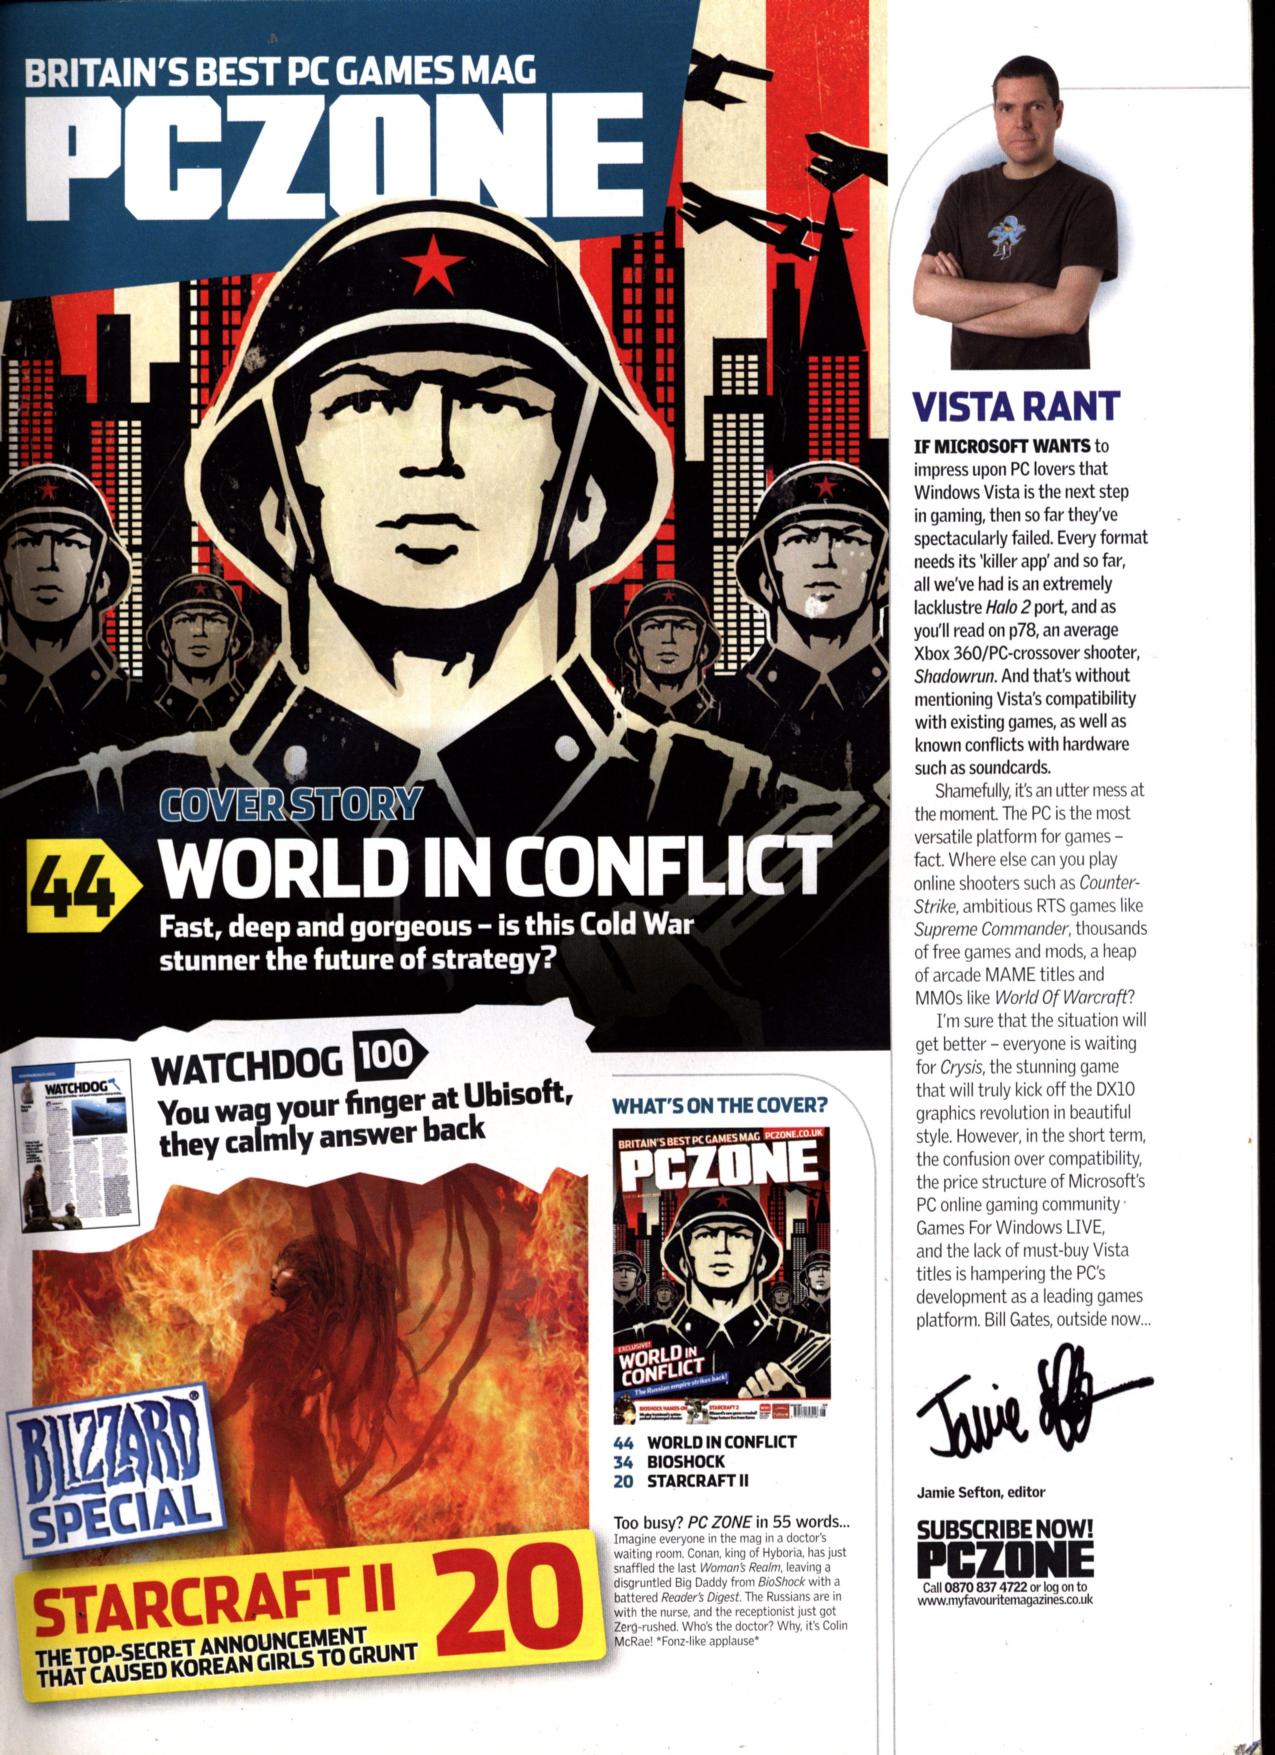 BRITAIN'S BEST PC GAMES MAG
PCZONE
COVER STORY
44
WORLD IN CONFLICT
Fast, deep and gorgeous – is this Cold War
stunner the future of strategy?
WATCHDOG 100
You wag your finger at Ubisoft,
they calmly answer back
WATCHDOG
BLIZZARD®
SPECIAL
STARCRAFT II 20
THE TOP-SECRET ANNOUNCEMENT
THAT CAUSED KOREAN GIRLS TO GRUNT
WHAT'S ON THE COVER?
BRITAIN'S BEST PC GAMES MAG PCZONE.CO.UK
PCZONE
EXCLUSIVE!
WORLD IN
CONFLICT
The Russian empire strikes back!
BIOSHOCK HANDS-ON
STARCRAFT 2
44 WORLD IN CONFLICT
34 BIOSHOCK
20 STARCRAFT II
Too busy? PC ZONE in 55 words...
Imagine everyone in the mag in a doctor's
waiting room. Conan, king of Hyboria, has just
snaffled the last Woman's Realm, leaving a
disgruntled Big Daddy from BioShock with a
battered Reader's Digest. The Russians are in
with the nurse, and the receptionist just got
Zerg-rushed. Who's the doctor? Why, it's Colin
McRae! *Fonz-like applause*
VISTA RANT
IF MICROSOFT WANTS to
impress upon PC lovers that
Windows Vista is the next step
in gaming, then so far they've
spectacularly failed. Every format
needs its 'killer app' and so far,
all we've had is an extremely
lacklustre Halo 2 port, and as
you'll read on p78, an average
Xbox 360/PC-crossover shooter,
Shadowrun. And that's without
mentioning Vista's compatibility
with existing games, as well as
known conflicts with hardware
such as soundcards.
Shamefully, it's an utter mess at
the moment. The PC is the most
versatile platform for games –
fact. Where else can you play
online shooters such as Counter-
Strike, ambitious RTS games like
Supreme Commander, thousands
of free games and mods, a heap
of arcade MAME titles and
MMOs like World Of Warcraft?
I'm sure that the situation will
get better – everyone is waiting
for Crysis, the stunning game
that will truly kick off the DX10
graphics revolution in beautiful
style. However, in the short term,
the confusion over compatibility,
the price structure of Microsoft's
PC online gaming community
Games For Windows LIVE,
and the lack of must-buy Vista
titles is hampering the PC's
development as a leading games
platform. Bill Gates, outside now...
Jamie Sefton, editor
SUBSCRIBE NOW!
PCZONE
Call 0870 837 4722 or log on to
www.myfavouritemagazines.co.uk